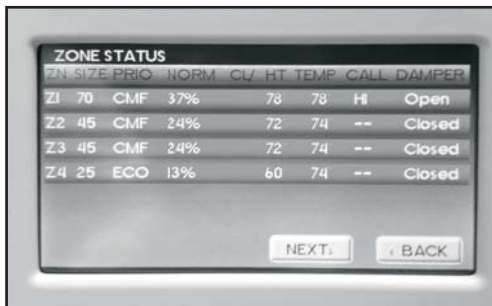 ZONE STATUS
ZN SIZE PRIO NORM CL/ HT TEMP CALL DAMPER
Z1 70 CMF 37% 78 78 HI Open
Z2 45 CMF 24% 72 74 -- Closed
Z3 45 CMF 24% 72 74 -- Closed
Z4 25 ECO 13% 60 74 -- Closed
NEXT› ‹ BACK